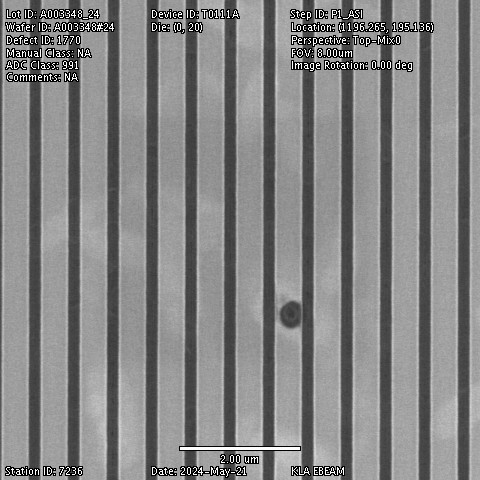 Lot ID: A003348_24
Device ID: T0111A
Step ID: P1_ASI
Wafer ID: A003348#24
Die: (0, 20)
Location: (1196.265, 195.136)
Defect ID: 1770
Perspective: Top-Mix0
Manual Class: NA
FOV: 8.00um
ADC Class: 991
Image Rotation: 0.00 deg
Comments: NA
2.00 um
Station ID: 7236
Date: 2024-May-21
KLA EBEAM